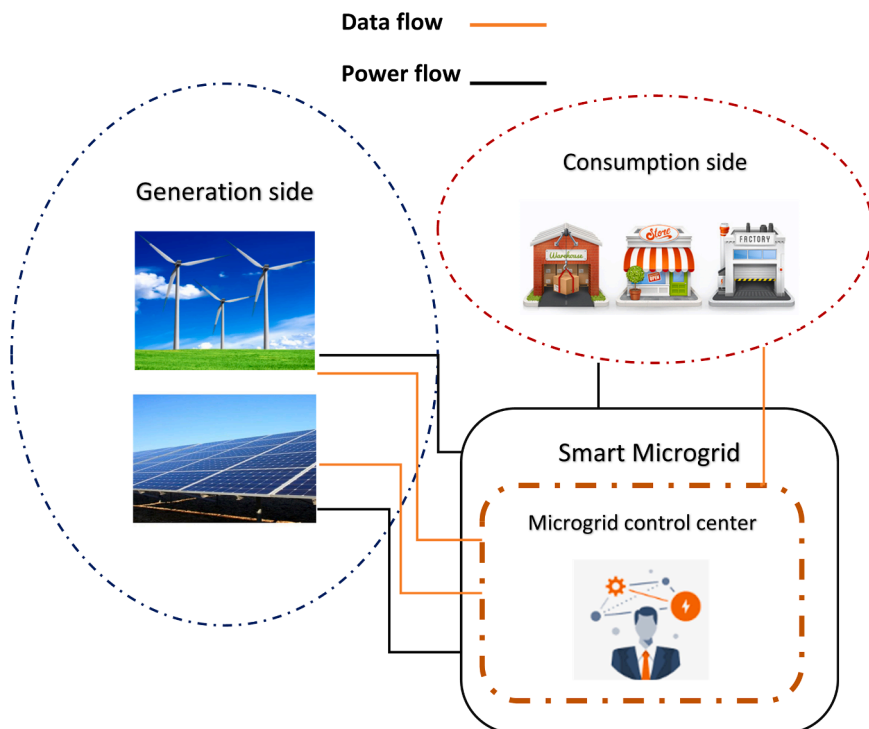 Data flow
Power flow
Consumption side
Generation side
Store
FACTORY
Warehouse
Smart Microgrid
Microgrid control center